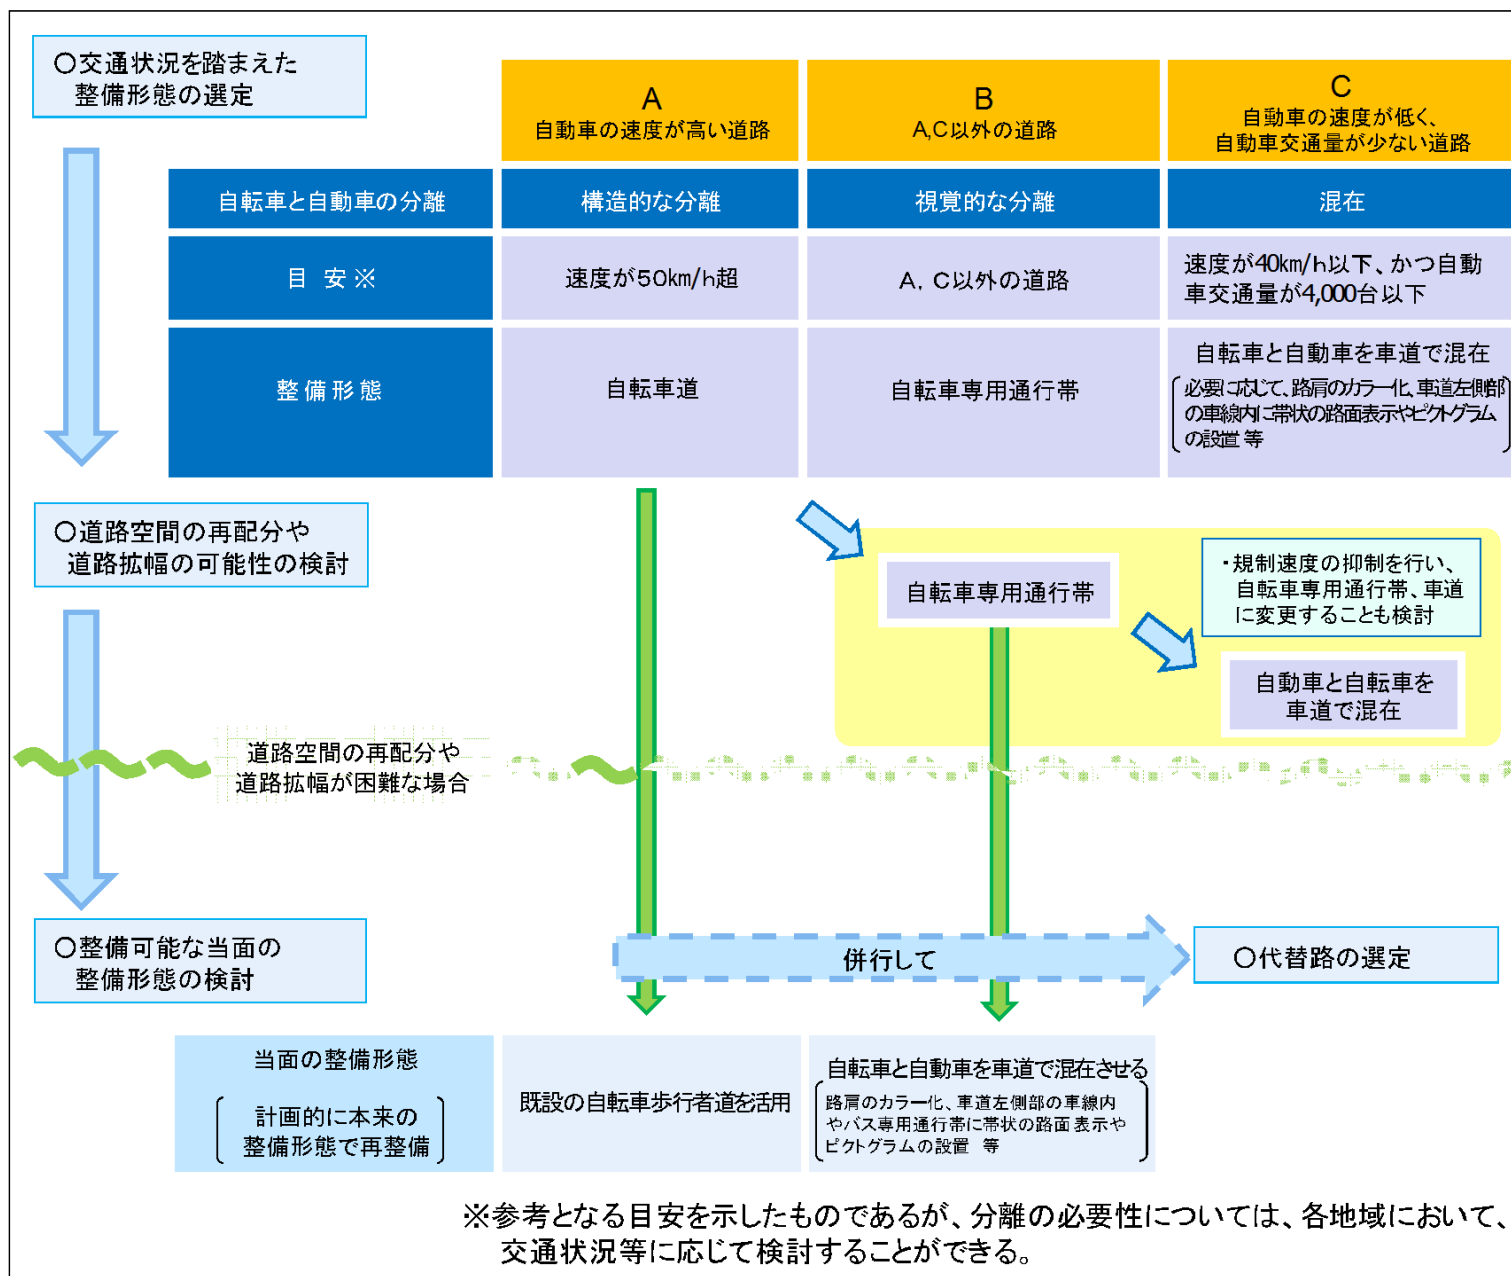 〇交通状況を踏まえた
整備形態の選定
A
自動車の速度が高い道路
B
A,C以外の道路
C
自動車の速度が低く、
自動車交通量が少ない道路
自転車と自動車の分離
構造的な分離
視覚的な分離
混在
目 安※
速度が50km/h超
A，C以外の道路
速度が40km/h以下、かつ自動
車交通量が4,000台以下
整備形態
自転車道
自転車専用通行帯
自転車と自動車を車道で混在
必要に応じて、路肩のカラー化、車道左側部
の車線内に帯状の路面表示やピクトグラム
の設置等
〇道路空間の再配分や
道路拡幅の可能性の検討
自転車専用通行帯
・規制速度の抑制を行い、
自転車専用通行帯、車道
に変更することも検討
自動車と自転車を
車道で混在
道路空間の再配分や
道路拡幅が困難な場合
〇整備可能な当面の
整備形態の検討
併行して
〇代替路の選定
当面の整備形態
計画的に本来の
整備形態で再整備
既設の自転車歩行者道を活用
自転車と自動車を車道で混在させる
路肩のカラー化、車道左側部の車線内
やバス専用通行帯に帯状の路面表示や
ピクトグラムの設置 等
※参考となる目安を示したものであるが、分離の必要性については、各地域において、
交通状況等に応じて検討することができる。